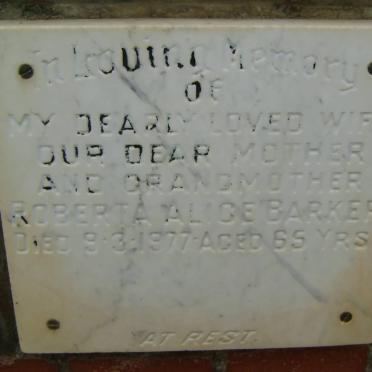 In Loving Memory
OF
MY DEARLY LOVED WIFE
OUR DEAR MOTHER
AND GRANDMOTHER
ROBERTA ALICE BARKER
DIED 9-3-1977-AGED 65 YRS.
AT REST.